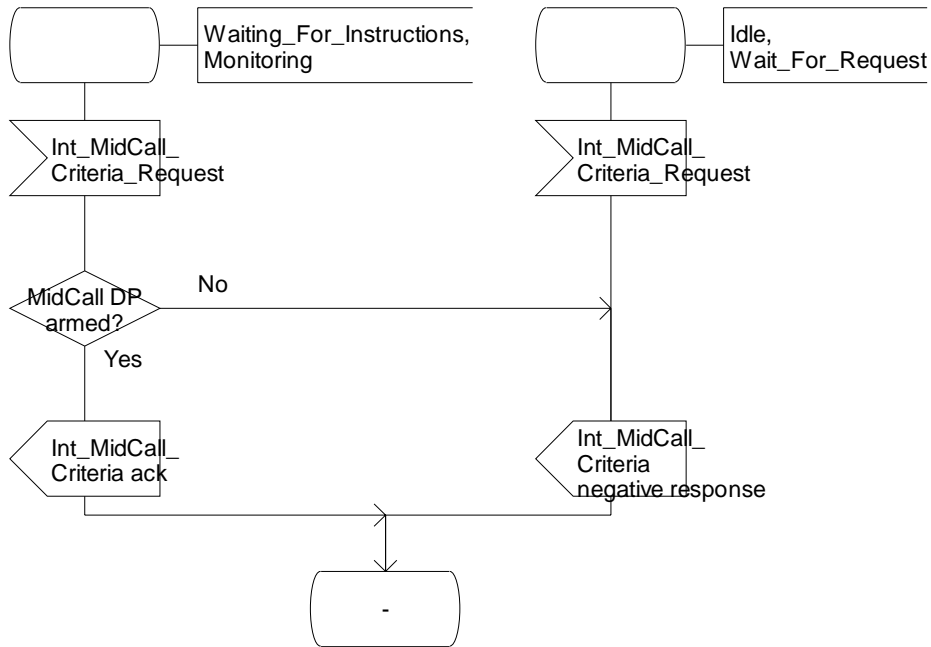 Waiting_For_Instructions,
Monitoring
Idle,
Wait_For_Request
Int_MidCall_
Criteria_Request
Int_MidCall_
Criteria_Request
MidCall DP
armed?
No
Yes
Int_MidCall_
Criteria ack
Int_MidCall_
Criteria
negative response
-